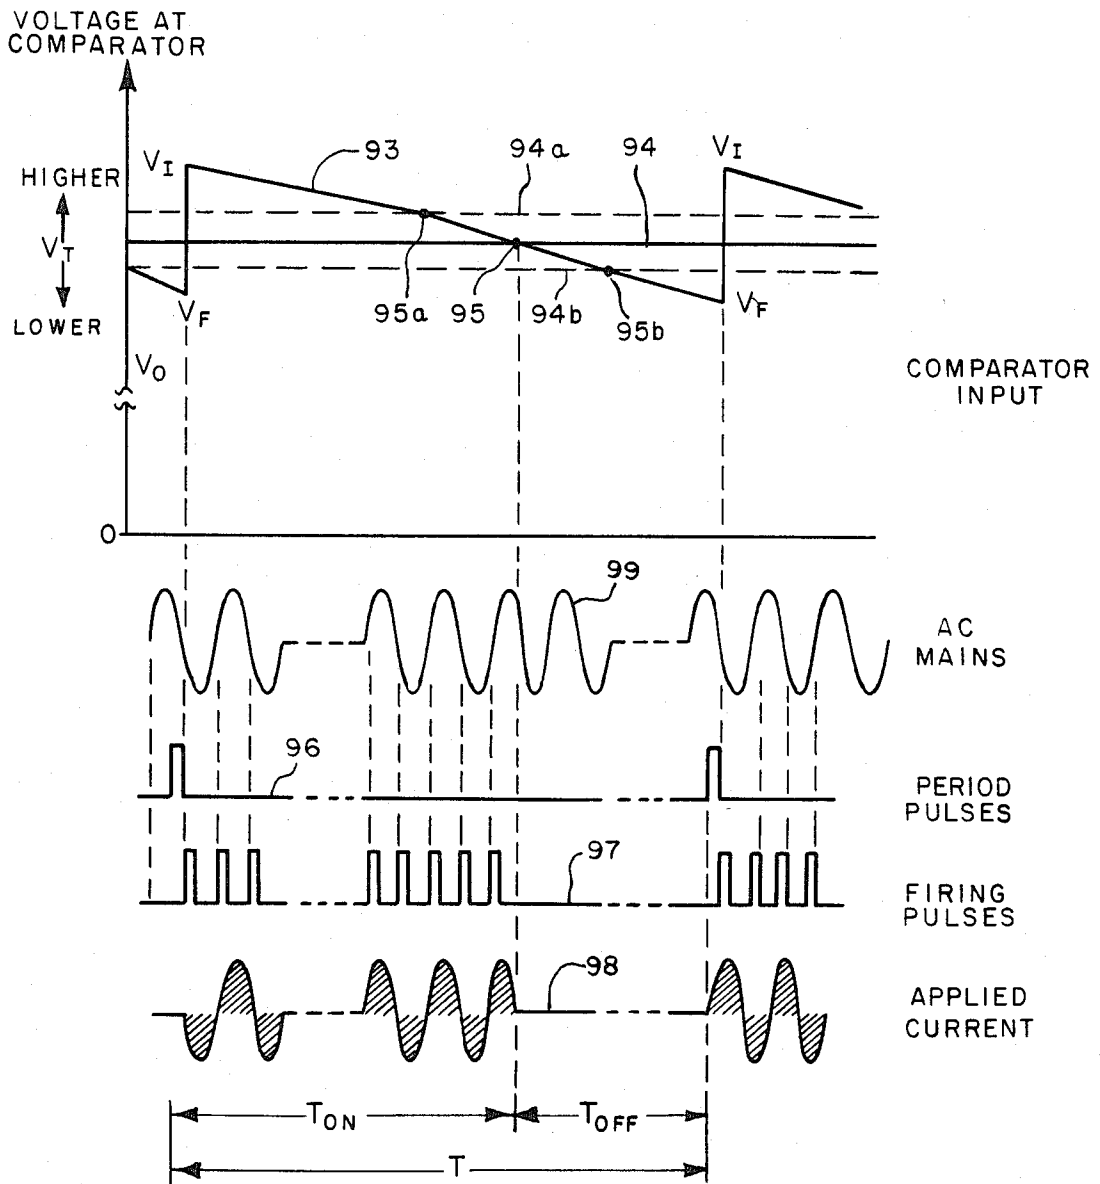 VOLTAGE AT
COMPARATOR
VI
93
94a
94
VI
HIGHER
VT
LOWER
VF
95a
95
94b
95b
VF
VO
COMPARATOR
INPUT
0
99
AC
MAINS
96
PERIOD
PULSES
97
FIRING
PULSES
98
APPLIED
CURRENT
TON
TOFF
T